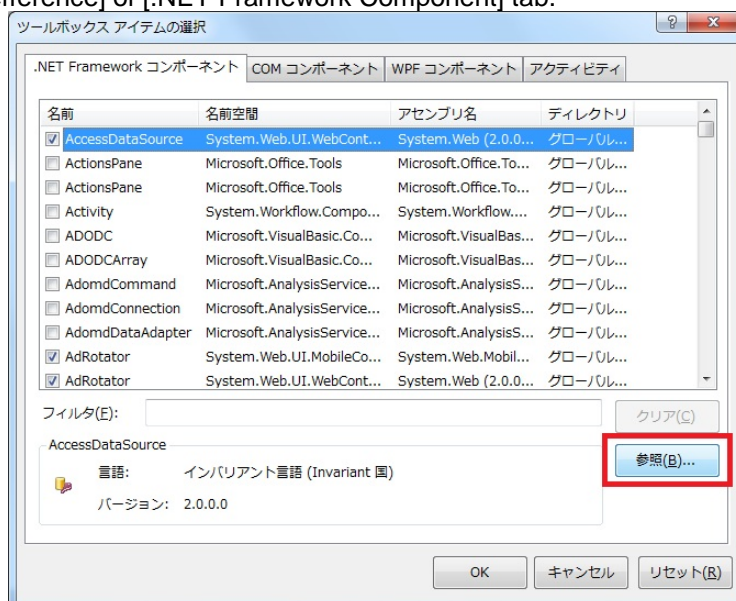 eference] of [.NET Framework Component] tab.
ツールボックス アイテムの選択
.NET Framework コンポーネント COM コンポーネント WPF コンポーネント アクティビティ
名前 名前空間 アセンブリ名 ディレクトリ
AccessDataSource System.Web.UI.WebCont... System.Web (2.0.0... グローバル...
ActionsPane Microsoft.Office.Tools Microsoft.Office.To... グローバル...
ActionsPane Microsoft.Office.Tools Microsoft.Office.To... グローバル...
Activity System.Workflow.Compo... System.Workflow.... グローバル...
ADODC Microsoft.VisualBasic.Co... Microsoft.VisualBas... グローバル...
ADODCArray Microsoft.VisualBasic.Co... Microsoft.VisualBas... グローバル...
AdomdCommand Microsoft.AnalysisService... Microsoft.AnalysisS... グローバル...
AdomdConnection Microsoft.AnalysisService... Microsoft.AnalysisS... グローバル...
AdomdDataAdapter Microsoft.AnalysisService... Microsoft.AnalysisS... グローバル...
AdRotator System.Web.UI.MobileCo... System.Web.Mobil... グローバル...
AdRotator System.Web.UI.WebCont... System.Web (2.0.0... グローバル...
フィルタ(F): クリア(C)
AccessDataSource
参照(B)...
言語: インバリアント言語 (Invariant 国)
バージョン: 2.0.0.0
OK キャンセル リセット(R)